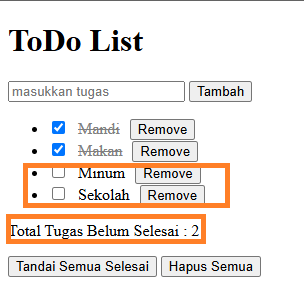 ToDo List
masukkan tugas Tambah
Mandi Remove
Makan Remove
Minum Remove
Sekolah Remove
Total Tugas Belum Selesai : 2
Tandai Semua Selesai Hapus Semua